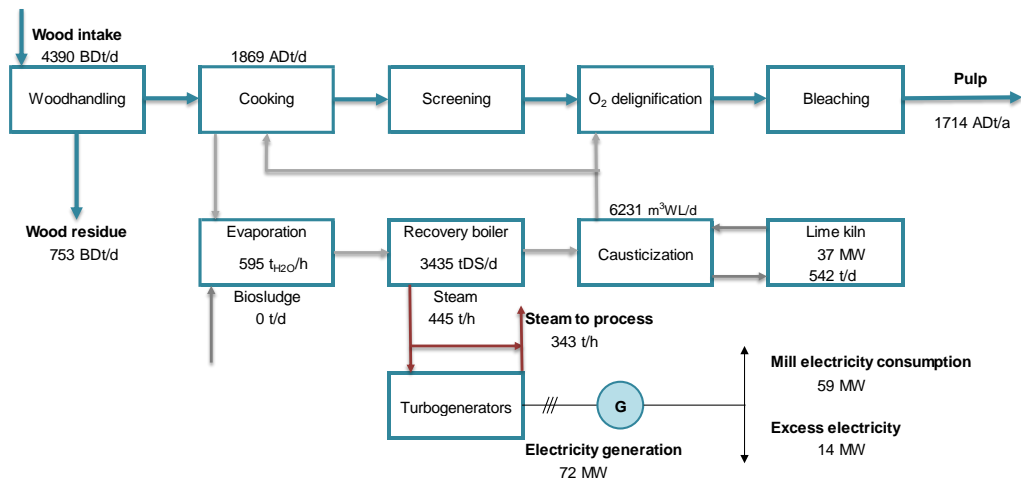 Wood intake
4390 BDt/d
1869 ADt/d
Woodhandling
Cooking
Screening
O₂ delignification
Bleaching
Pulp
1714 ADt/a
Wood residue
753 BDt/d
6231 m³WL/d
Evaporation
595 tH2O/h
Recovery boiler
3435 tDS/d
Causticization
Lime kiln
37 MW
542 t/d
Biosludge
0 t/d
Steam
445 t/h
Steam to process
343 t/h
Turbogenerators
G
Electricity generation
72 MW
Mill electricity consumption
59 MW
Excess electricity
14 MW